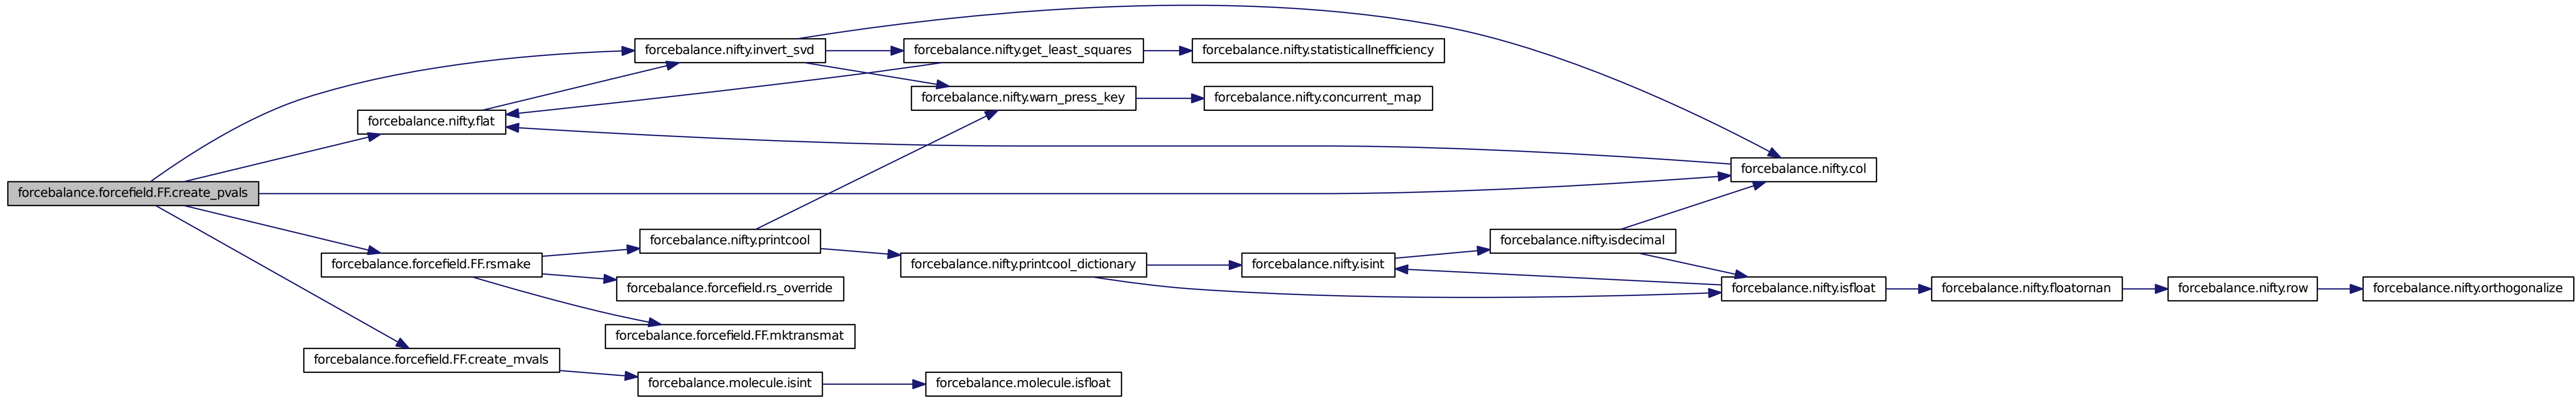 forcebalance.nifty.invert_svd
forcebalance.nifty.get_least_squares
forcebalance.nifty.statisticalInefficiency
forcebalance.nifty.warn_press_key
forcebalance.nifty.concurrent_map
forcebalance.nifty.flat
forcebalance.nifty.col
forcebalance.forcefield.FF.create_pvals
forcebalance.nifty.printcool
forcebalance.nifty.isdecimal
forcebalance.forcefield.FF.rsmake
forcebalance.nifty.printcool_dictionary
forcebalance.nifty.isint
forcebalance.forcefield.rs_override
forcebalance.nifty.isfloat
forcebalance.nifty.floatornan
forcebalance.nifty.row
forcebalance.nifty.orthogonalize
forcebalance.forcefield.FF.mktransmat
forcebalance.forcefield.FF.create_mvals
forcebalance.molecule.isint
forcebalance.molecule.isfloat